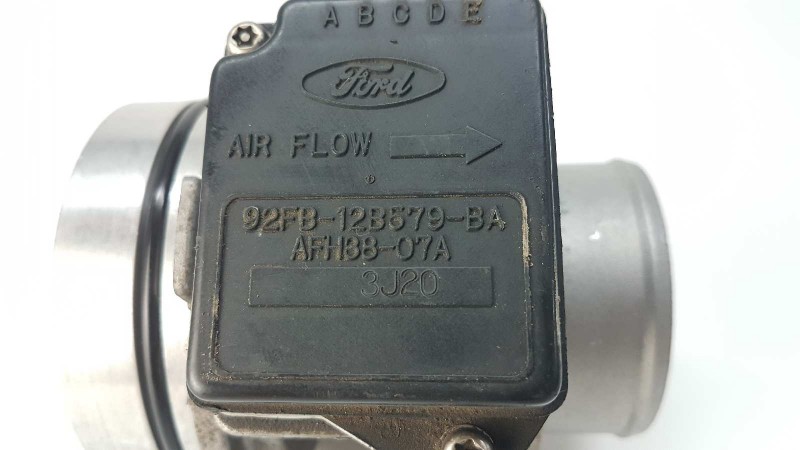 A B C D E
Ford
AIR FLOW
92FB-12B579-BA
AFH38-07A
3J20